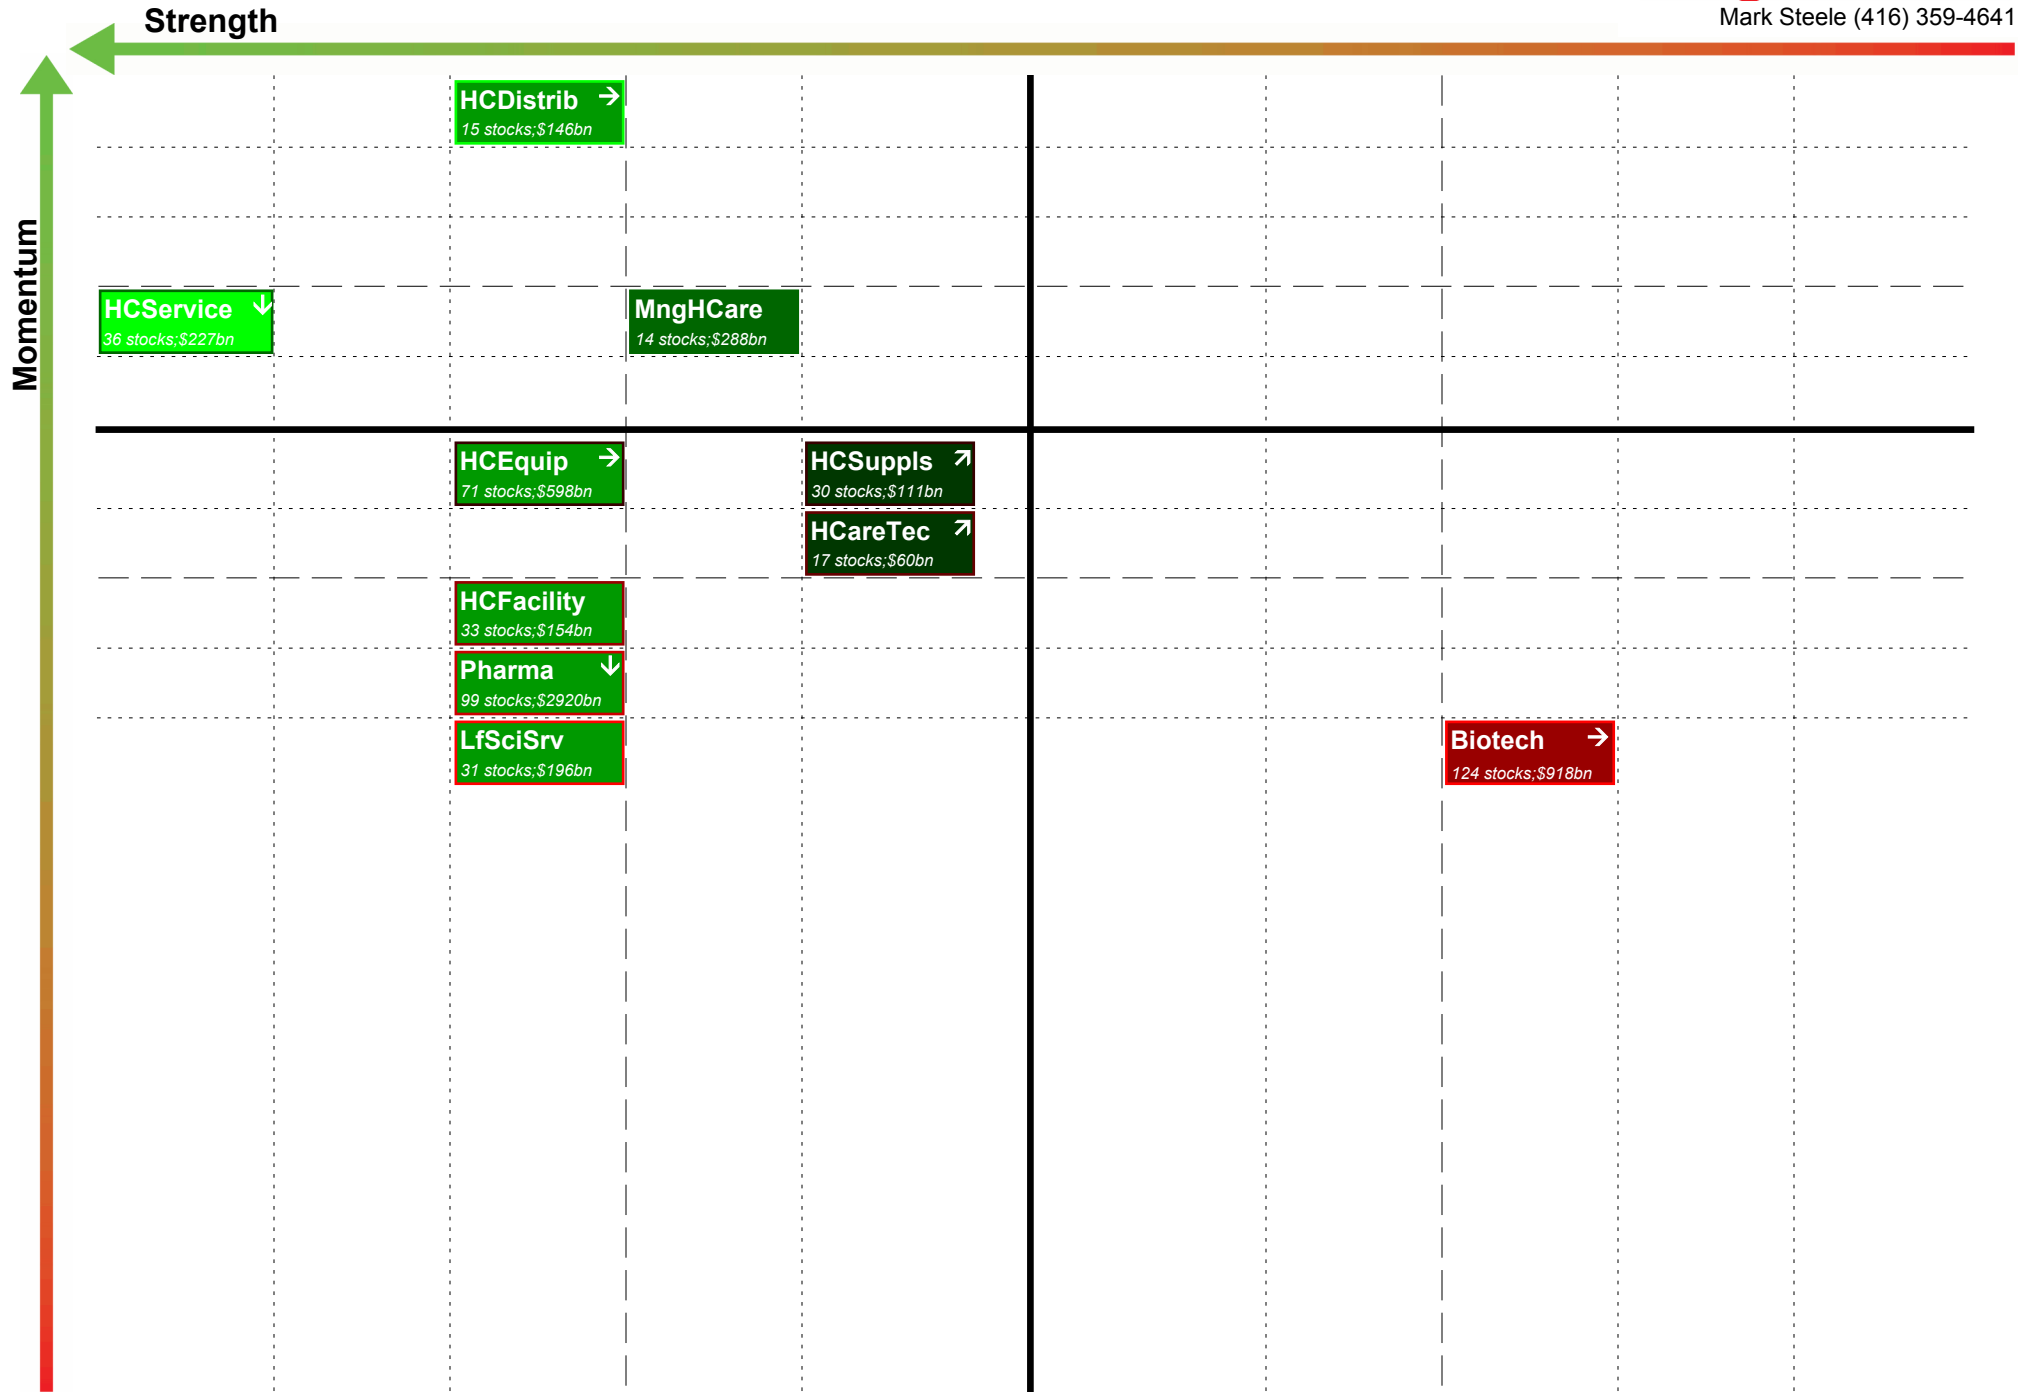 Strength
Mark Steele (416) 359-4641
Momentum
HCDistrib →
15 stocks;$146bn
HCService ↓
36 stocks;$227bn
MngHCare
14 stocks;$288bn
HCEquip →
71 stocks;$598bn
HCSuppls ↗
30 stocks;$111bn
HCareTec ↗
17 stocks;$60bn
HCFacility
33 stocks;$154bn
Pharma ↓
99 stocks;$2920bn
LfSciSrv
31 stocks;$196bn
Biotech →
124 stocks;$918bn